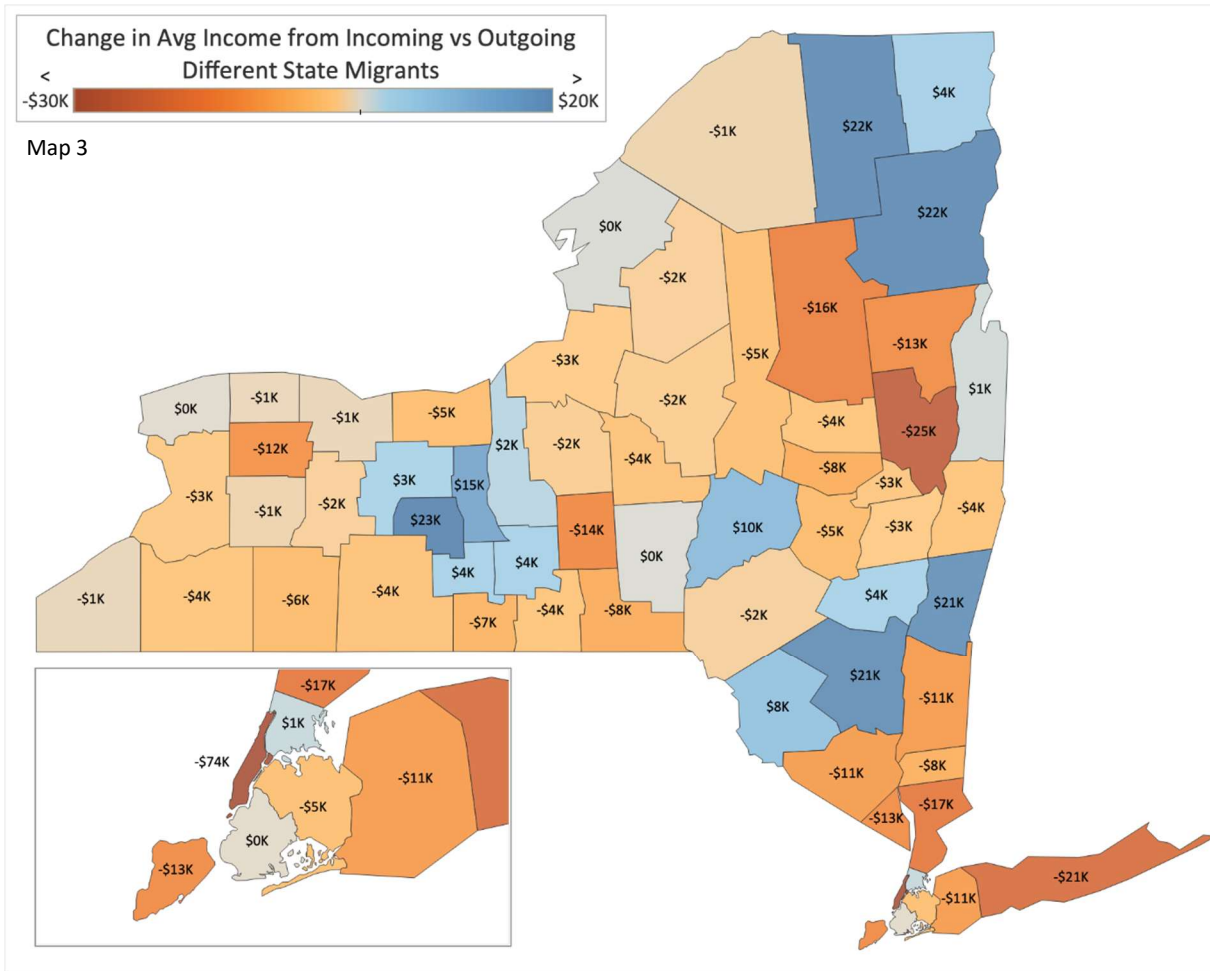 Change in Avg Income from Incoming vs Outgoing
Different State Migrants
< >
-$30K $20K
Map 3
$4K
-$1K
$22K
$22K
$0K
-$2K
-$16K
-$13K
-$3K
-$5K
$1K
-$1K
$0K
-$1K
-$5K
-$2K
-$4K
-$25K
-$12K
$2K
-$2K
-$4K
-$8K
$3K
$15K
-$3K
-$3K
-$1K
-$2K
$23K
-$14K
$10K
-$5K
-$3K
-$4K
$0K
$4K
$4K
-$1K
-$4K
-$6K
-$4K
-$7K
-$4K
-$8K
-$2K
$4K
$21K
$21K
$8K
-$11K
-$11K
-$8K
-$17K
-$13K
-$21K
-$11K
-$17K
$1K
-$74K
-$11K
-$5K
$0K
-$13K